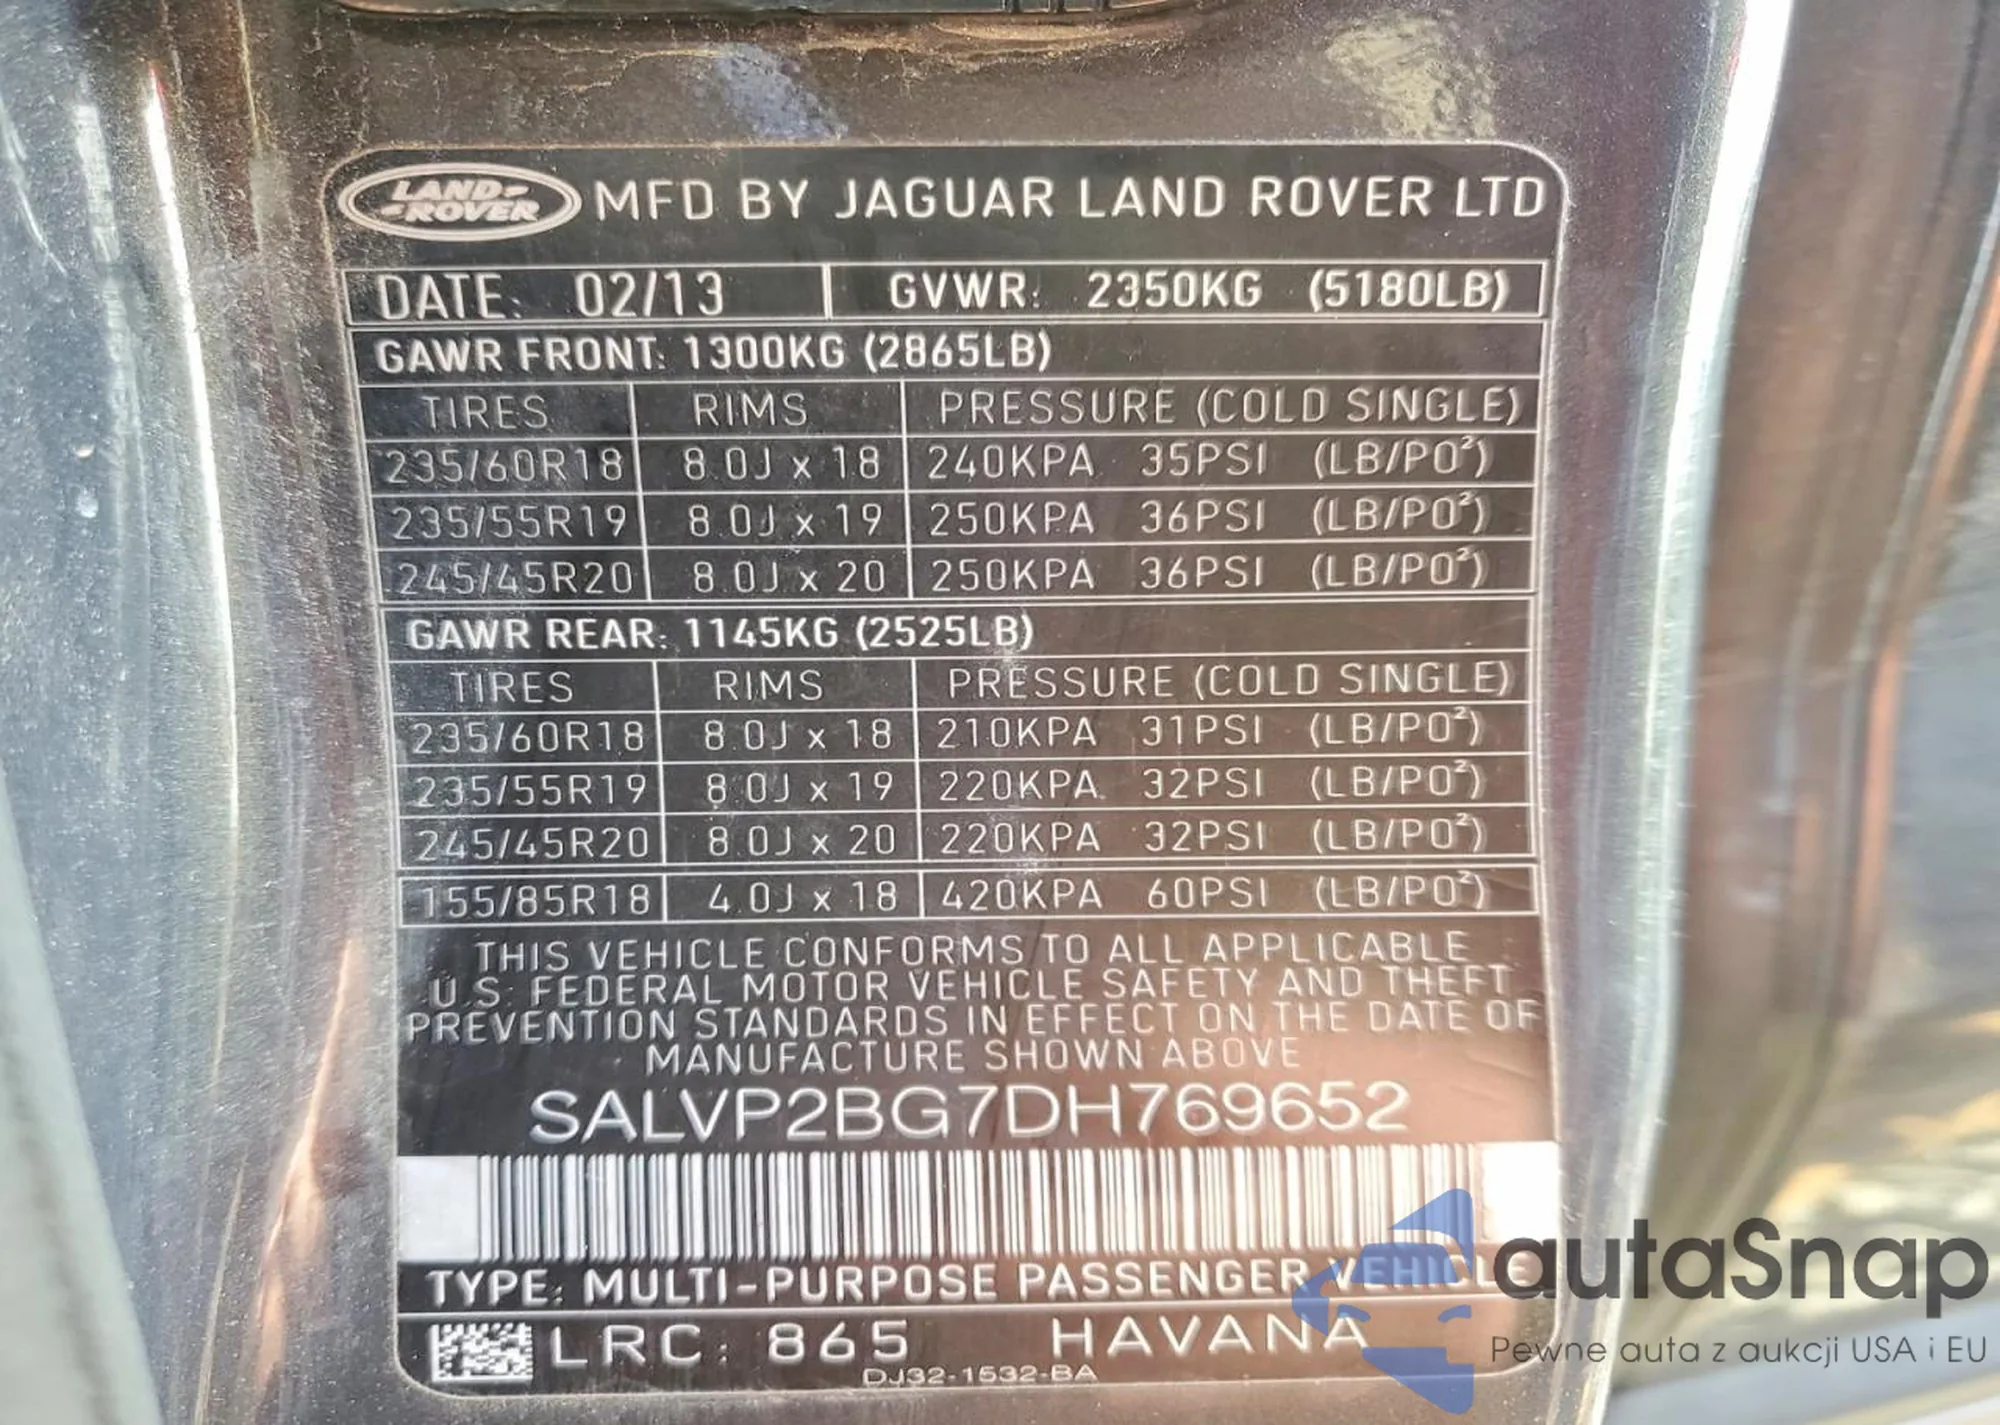 LAND-
-ROVER
MFD BY JAGUAR LAND ROVER LTD
DATE: 02/13 GVWR: 2350KG (5180LB)
GAWR FRONT: 1300KG (2865LB)
TIRES RIMS PRESSURE (COLD SINGLE)
235/60R18 8.0J x 18 240KPA 35PSI (LB/PO²)
235/55R19 8.0J x 19 250KPA 36PSI (LB/PO²)
245/45R20 8.0J x 20 250KPA 36PSI (LB/PO²)
GAWR REAR: 1145KG (2525LB)
TIRES RIMS PRESSURE (COLD SINGLE)
235/60R18 8.0J x 18 210KPA 31PSI (LB/PO²)
235/55R19 8.0J x 19 220KPA 32PSI (LB/PO²)
245/45R20 8.0J x 20 220KPA 32PSI (LB/PO²)
155/85R18 4.0J x 18 420KPA 60PSI (LB/PO²)
THIS VEHICLE CONFORMS TO ALL APPLICABLE
U.S. FEDERAL MOTOR VEHICLE SAFETY AND THEFT
PREVENTION STANDARDS IN EFFECT ON THE DATE OF
MANUFACTURE SHOWN ABOVE
SALVP2BG7DH769652
TYPE: MULTI-PURPOSE PASSENGER VEHICLE
LRC: 865 HAVANA
DJ32-1532-BA
autaSnap
Pewne auta z aukcji USA i EU